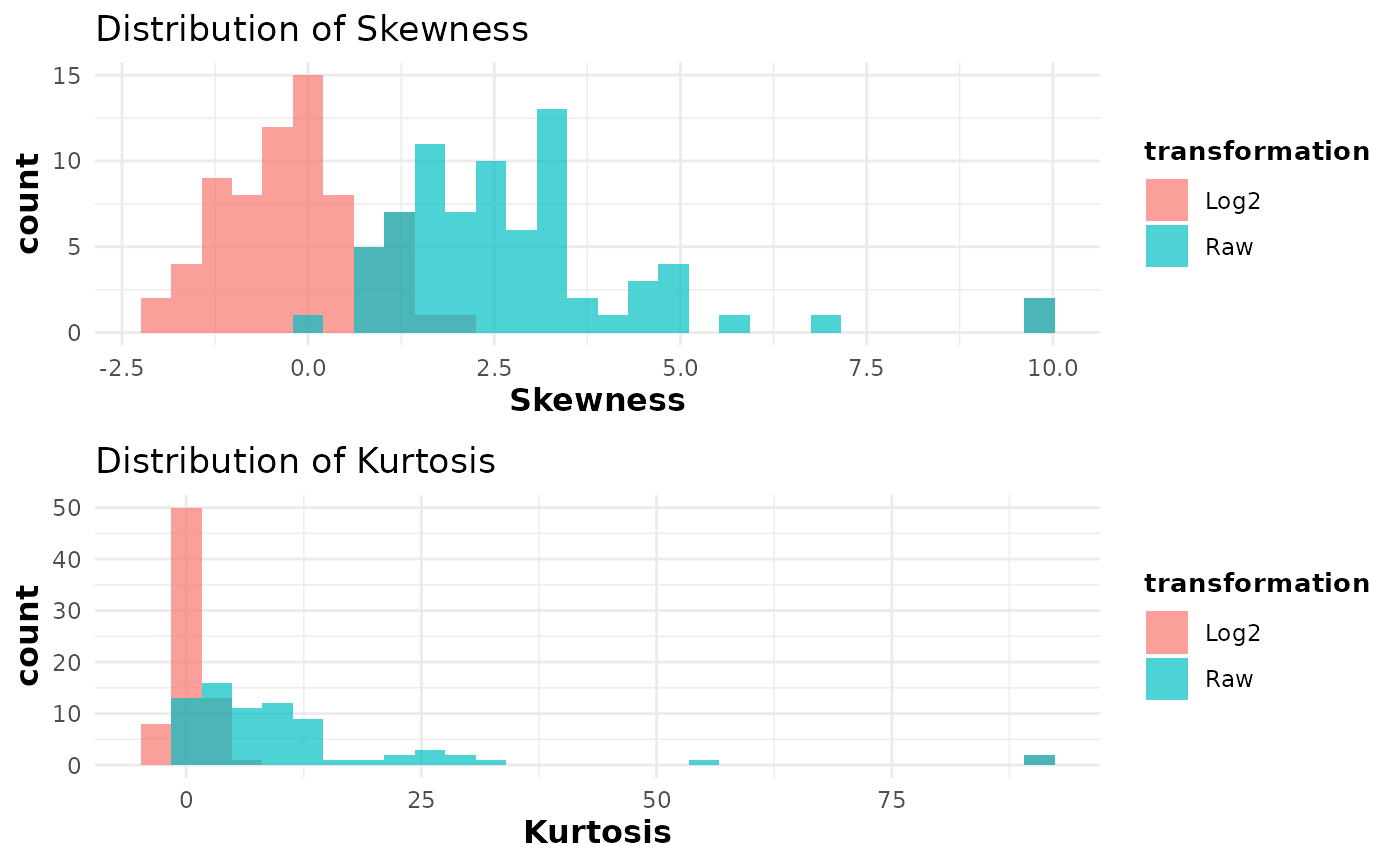 Distribution of Skewness
15
10
5
0
count
-2.5 0.0 2.5 5.0 7.5 10.0
Skewness
transformation
Log2
Raw
Distribution of Kurtosis
50
40
30
20
10
0
count
0 25 50 75
Kurtosis
transformation
Log2
Raw